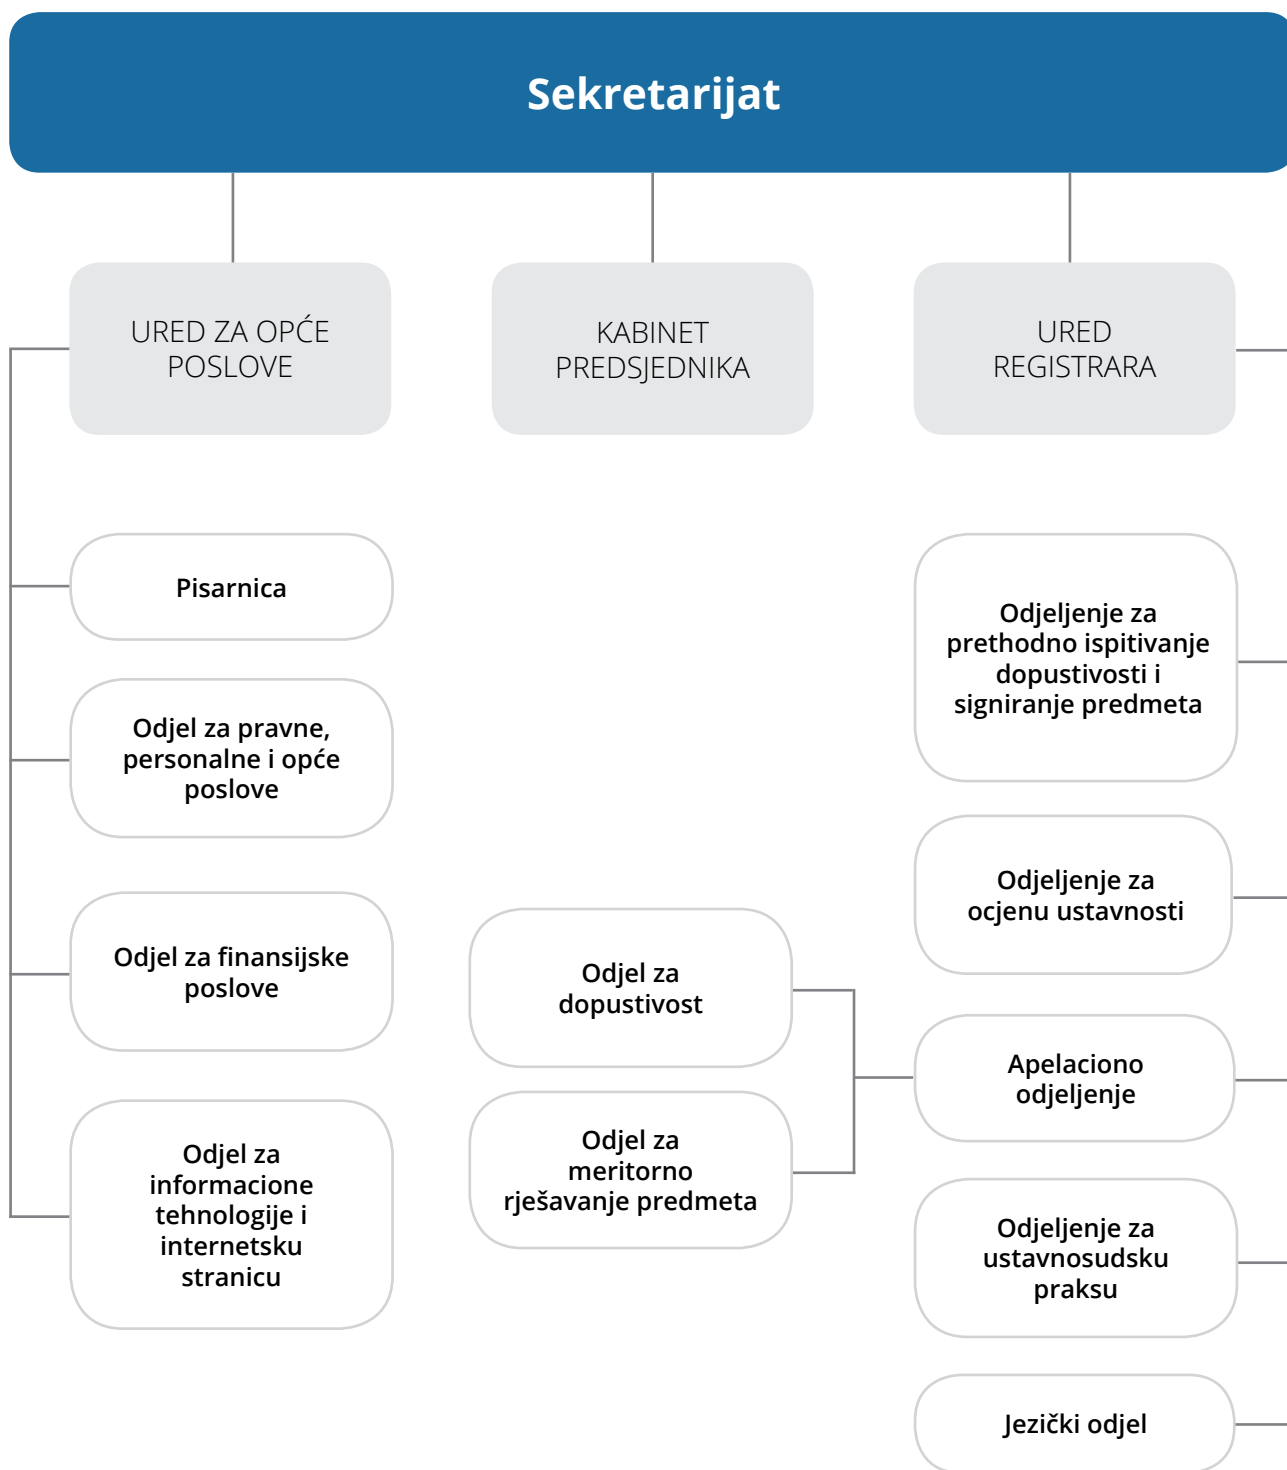 Sekretarijat
URED ZA OPĆE
POSLOVE
KABINET
PREDSJEDNIKA
URED
REGISTRARA
Pisarnica
Odjel za pravne,
personalne i opće
poslove
Odjel za finansijske
poslove
Odjel za
informacione
tehnologije i
internetsku
stranicu
Odjel za
dopustivost
Odjel za
meritorno
rješavanje predmeta
Odjeljenje za
prethodno ispitivanje
dopustivosti i
signiranje predmeta
Odjeljenje za
ocjenu ustavnosti
Apelaciono
odjeljenje
Odjeljenje za
ustavnosudsku
praksu
Jezički odjel